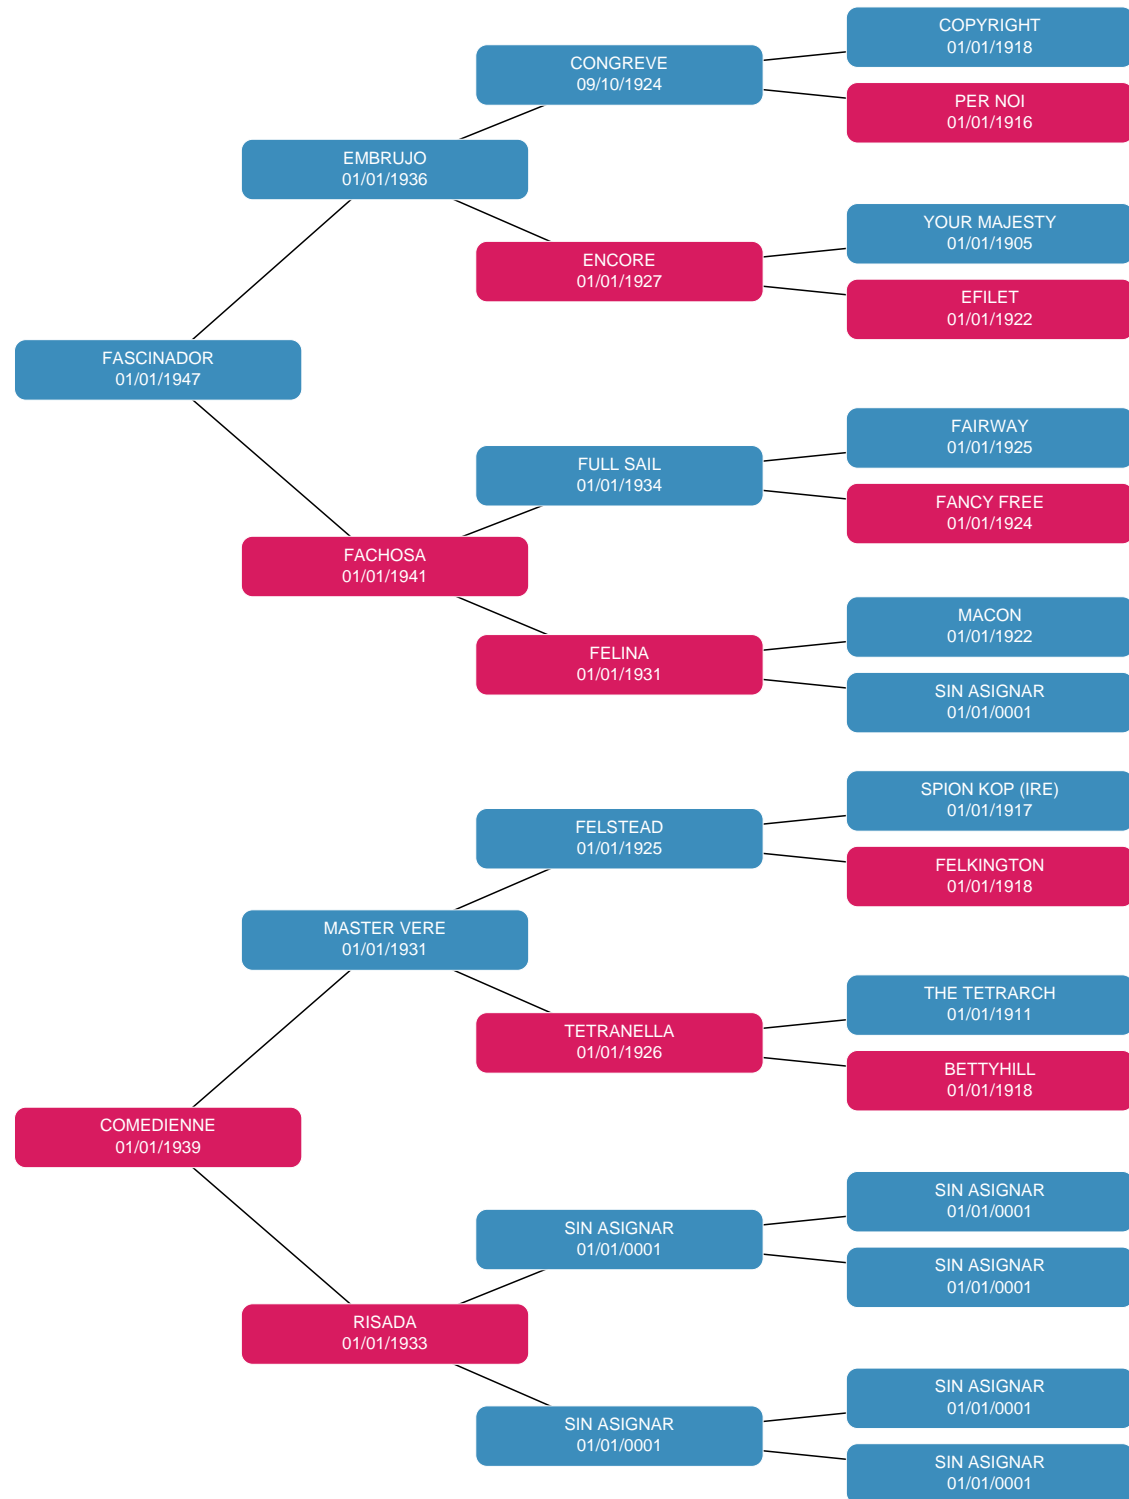 COPYRIGHT
01/01/1918
CONGREVE
09/10/1924
PER NOI
01/01/1916
EMBRUJO
01/01/1936
YOUR MAJESTY
01/01/1905
ENCORE
01/01/1927
EFILET
01/01/1922
FASCINADOR
01/01/1947
FAIRWAY
01/01/1925
FULL SAIL
01/01/1934
FANCY FREE
01/01/1924
FACHOSA
01/01/1941
MACON
01/01/1922
FELINA
01/01/1931
SIN ASIGNAR
01/01/0001
SPION KOP (IRE)
01/01/1917
FELSTEAD
01/01/1925
FELKINGTON
01/01/1918
MASTER VERE
01/01/1931
THE TETRARCH
01/01/1911
TETRANELLA
01/01/1926
BETTYHILL
01/01/1918
COMEDIENNE
01/01/1939
SIN ASIGNAR
01/01/0001
SIN ASIGNAR
01/01/0001
SIN ASIGNAR
01/01/0001
RISADA
01/01/1933
SIN ASIGNAR
01/01/0001
SIN ASIGNAR
01/01/0001
SIN ASIGNAR
01/01/0001